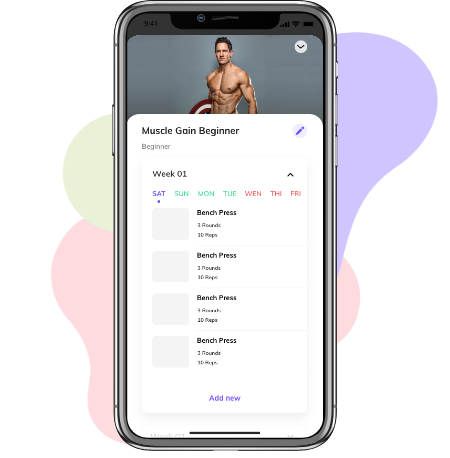 9:41
Muscle Gain Beginner
Beginner
Week 01
SAT SUN MON TUE WEN THI FRI
Bench Press
3 Rounds
10 Reps
Bench Press
3 Rounds
10 Reps
Bench Press
3 Rounds
10 Reps
Bench Press
3 Rounds
10 Reps
Add new
Week 02